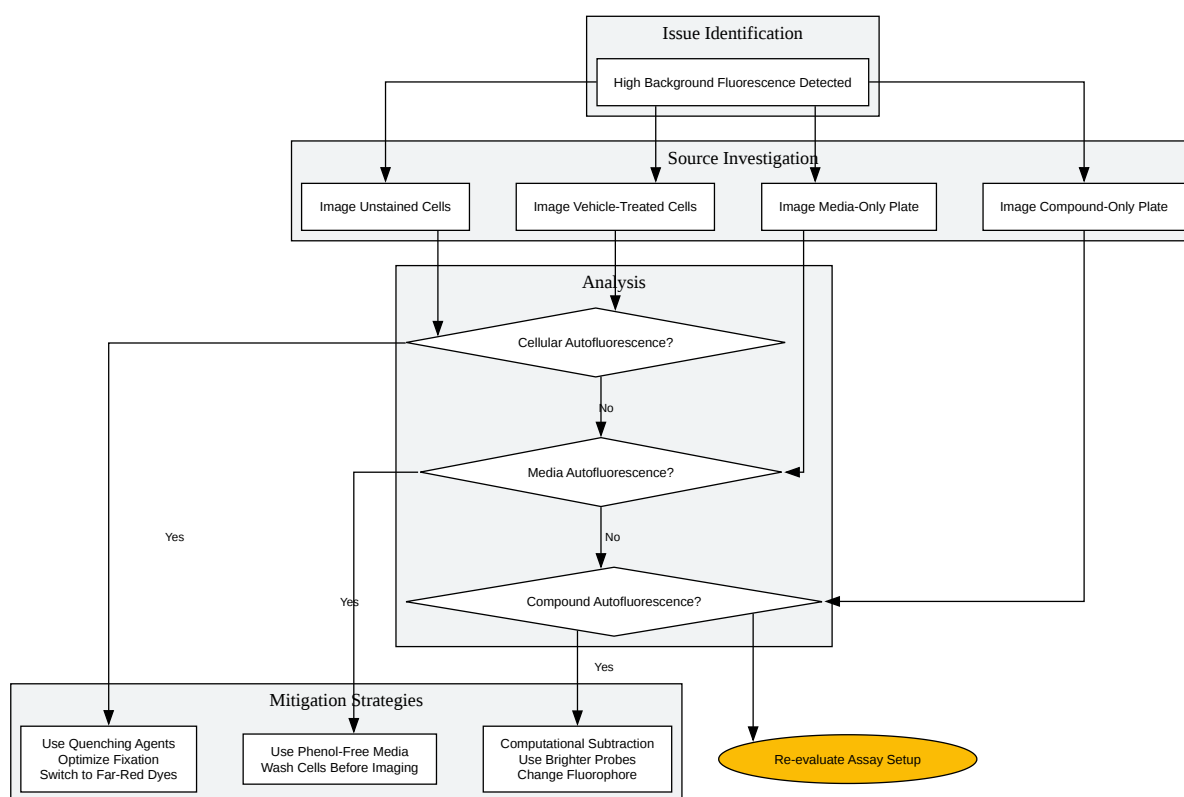 Issue Identification
High Background Fluorescence Detected
Source Investigation
Image Unstained Cells
Image Vehicle-Treated Cells
Image Media-Only Plate
Image Compound-Only Plate
Analysis
Cellular Autofluorescence?
No
Media Autofluorescence?
Yes
No
Yes
Compound Autofluorescence?
Yes
Mitigation Strategies
Use Quenching Agents
Optimize Fixation
Switch to Far-Red Dyes
Use Phenol-Free Media
Wash Cells Before Imaging
Computational Subtraction
Use Brighter Probes
Change Fluorophore
Re-evaluate Assay Setup